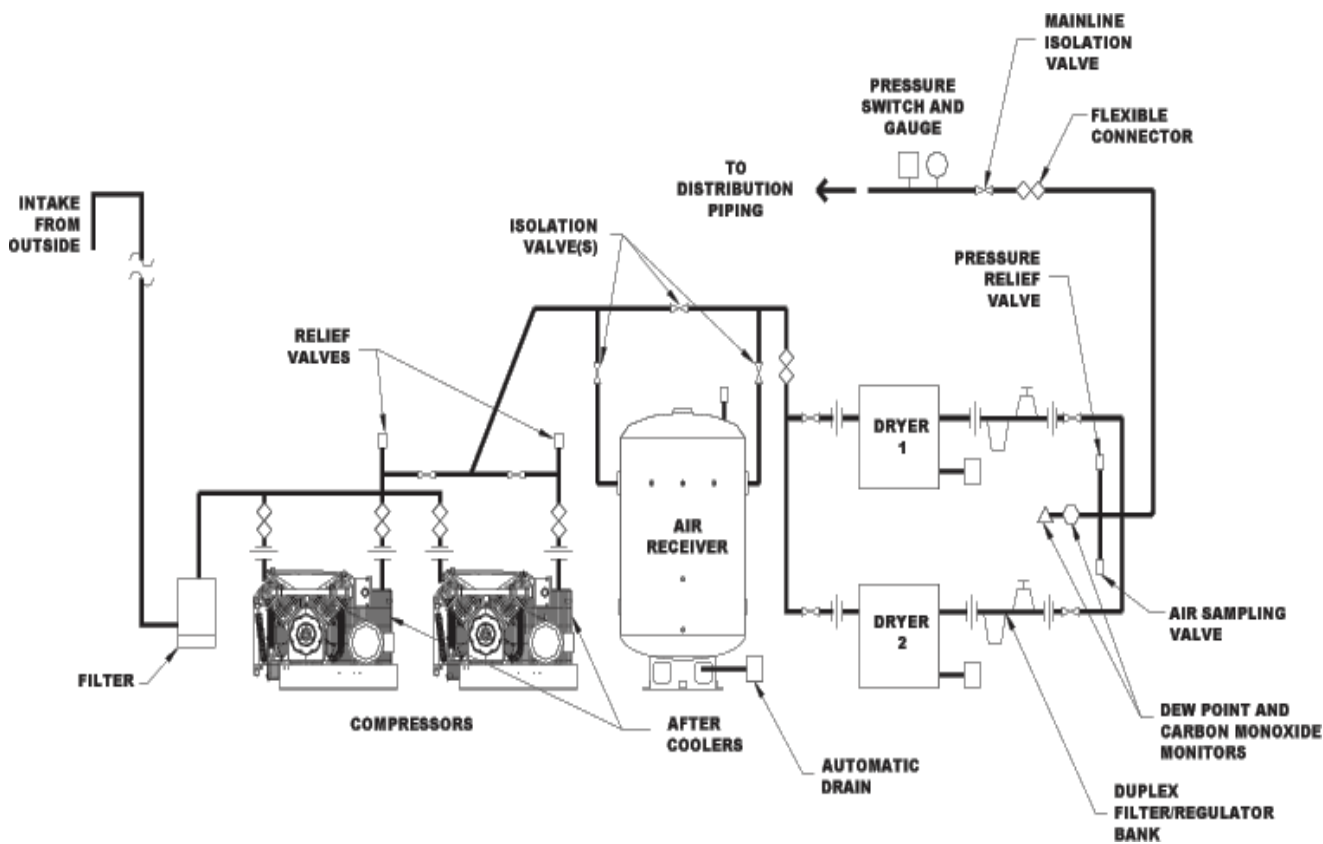 MAINLINE
ISOLATION
VALVE
PRESSURE
SWITCH AND
GAUGE
FLEXIBLE
CONNECTOR
TO
DISTRIBUTION
PIPING
INTAKE
FROM
OUTSIDE
ISOLATION
VALVE(S)
PRESSURE
RELIEF
VALVE
RELIEF
VALVES
DRYER
1
AIR
RECEIVER
DRYER
2
AIR SAMPLING
VALVE
FILTER
COMPRESSORS
AFTER
COOLERS
DEW POINT AND
CARBON MONOXIDE
MONITORS
AUTOMATIC
DRAIN
DUPLEX
FILTER/REGULATOR
BANK